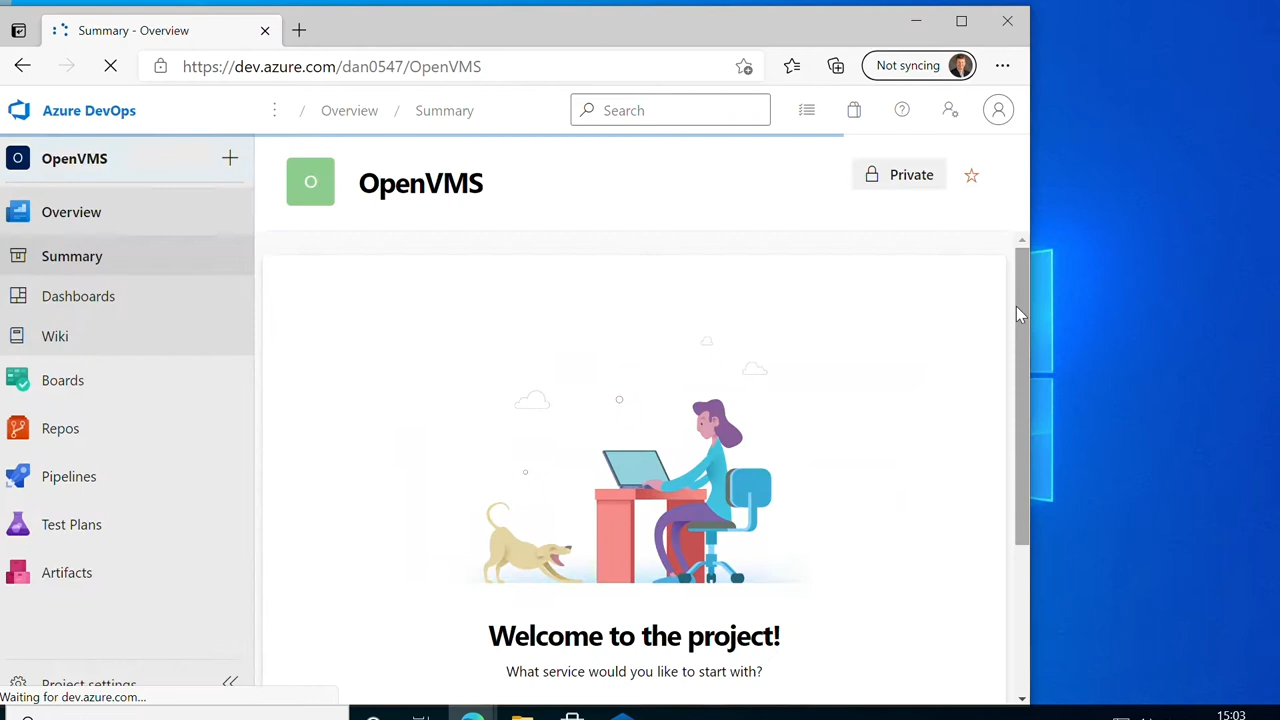 Summary - Overview
https://dev.azure.com/dan0547/OpenVMS
Not syncing
Azure DevOps
/ Overview / Summary
Search
O OpenVMS
O OpenVMS
Private
Overview
Summary
Dashboards
Wiki
Boards
Repos
Pipelines
Test Plans
Artifacts
Welcome to the project!
What service would you like to start with?
Project settings
Waiting for dev.azure.com...
15:03